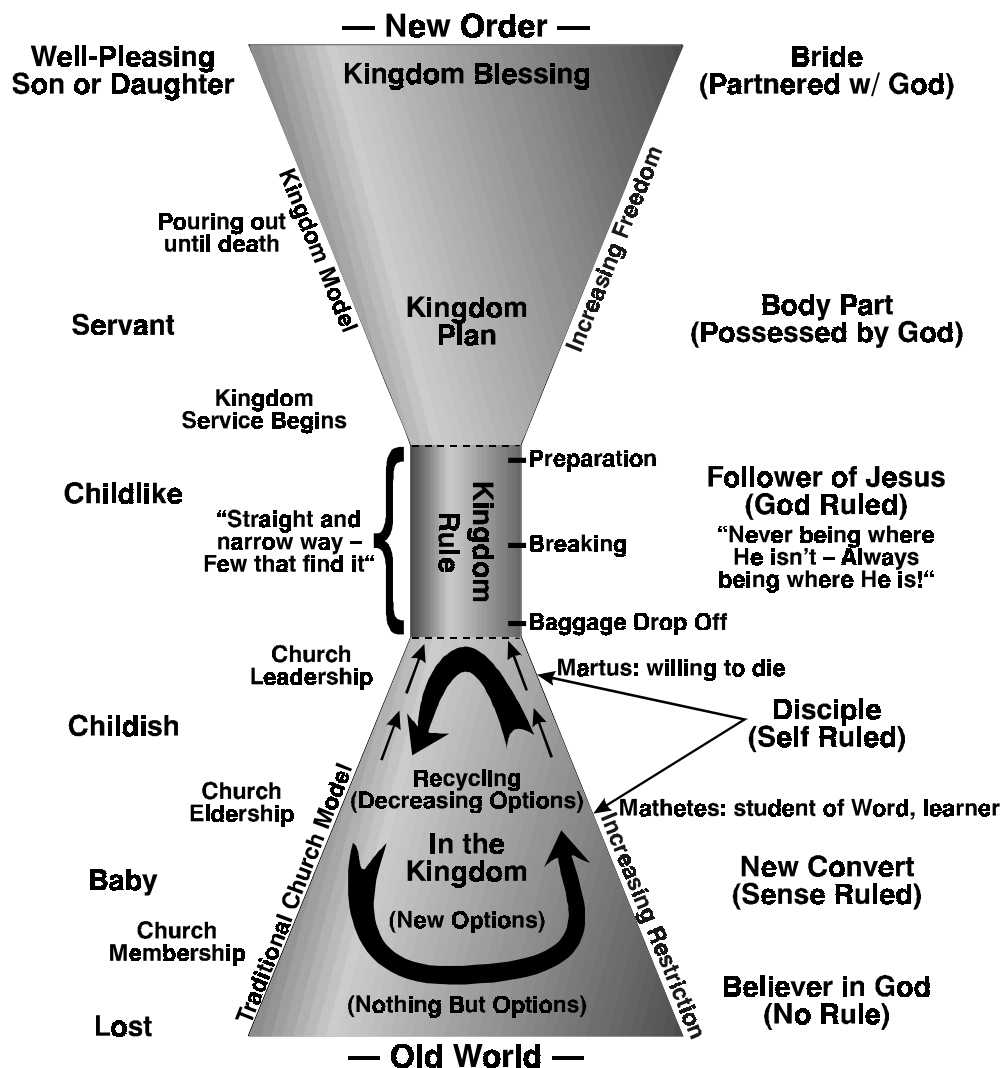 — New Order —
Well-Pleasing
Son or Daughter
Kingdom Blessing
Bride
(Partnered w/ God)
Kingdom Model
Increasing Freedom
Pouring out
until death
Servant
Kingdom
Plan
Body Part
(Possessed by God)
Kingdom
Service Begins
Preparation
Childlike
“Straight and
narrow way –
Few that find it“
Kingdom
Rule
Breaking
Follower of Jesus
(God Ruled)
“Never being where
He isn’t – Always
being where He is!“
Baggage Drop Off
Church
Leadership
Martus: willing to die
Childish
Disciple
(Self Ruled)
Recycling
(Decreasing Options)
Church
Eldership
Mathetes: student of Word, learner
Traditional Church Model
Increasing Restriction
In the
Kingdom
Baby
New Convert
(Sense Ruled)
(New Options)
Church
Membership
(Nothing But Options)
Believer in God
(No Rule)
Lost
— Old World —